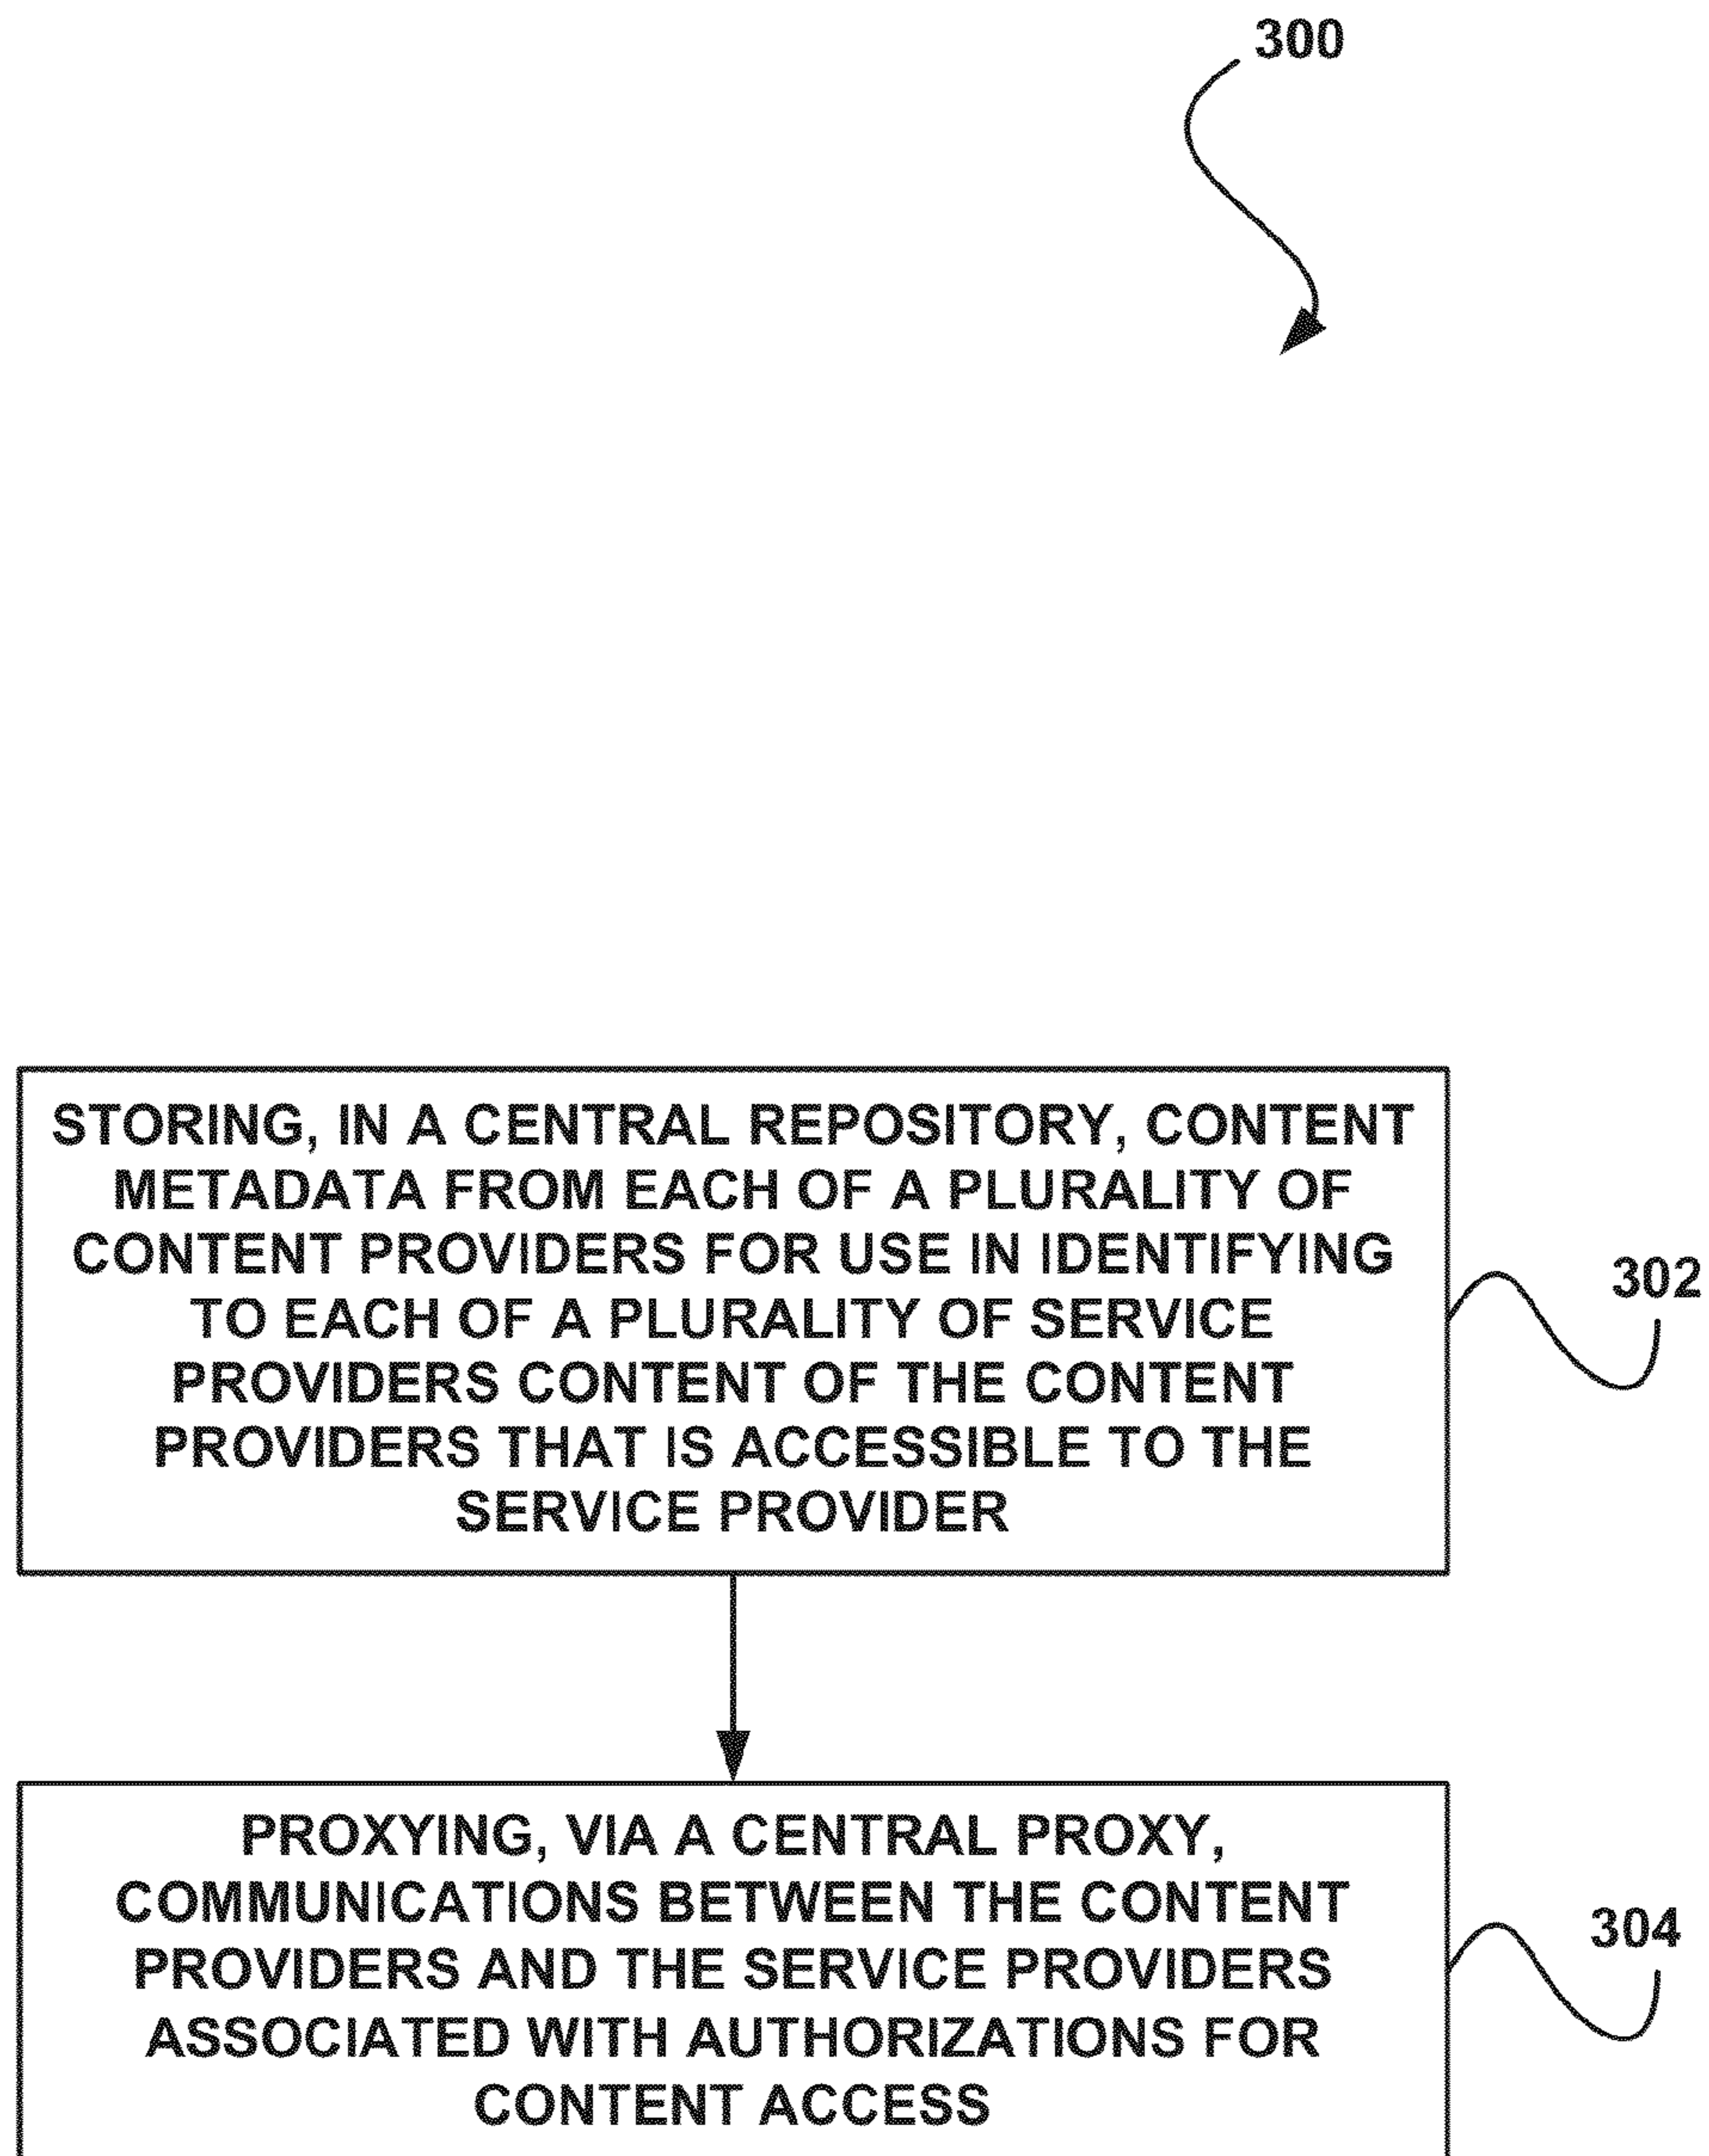 300
STORING, IN A CENTRAL REPOSITORY, CONTENT
METADATA FROM EACH OF A PLURALITY OF
CONTENT PROVIDERS FOR USE IN IDENTIFYING
TO EACH OF A PLURALITY OF SERVICE
PROVIDERS CONTENT OF THE CONTENT
PROVIDERS THAT IS ACCESSIBLE TO THE
SERVICE PROVIDER
302
PROXYING, VIA A CENTRAL PROXY,
COMMUNICATIONS BETWEEN THE CONTENT
PROVIDERS AND THE SERVICE PROVIDERS
ASSOCIATED WITH AUTHORIZATIONS FOR
CONTENT ACCESS
304